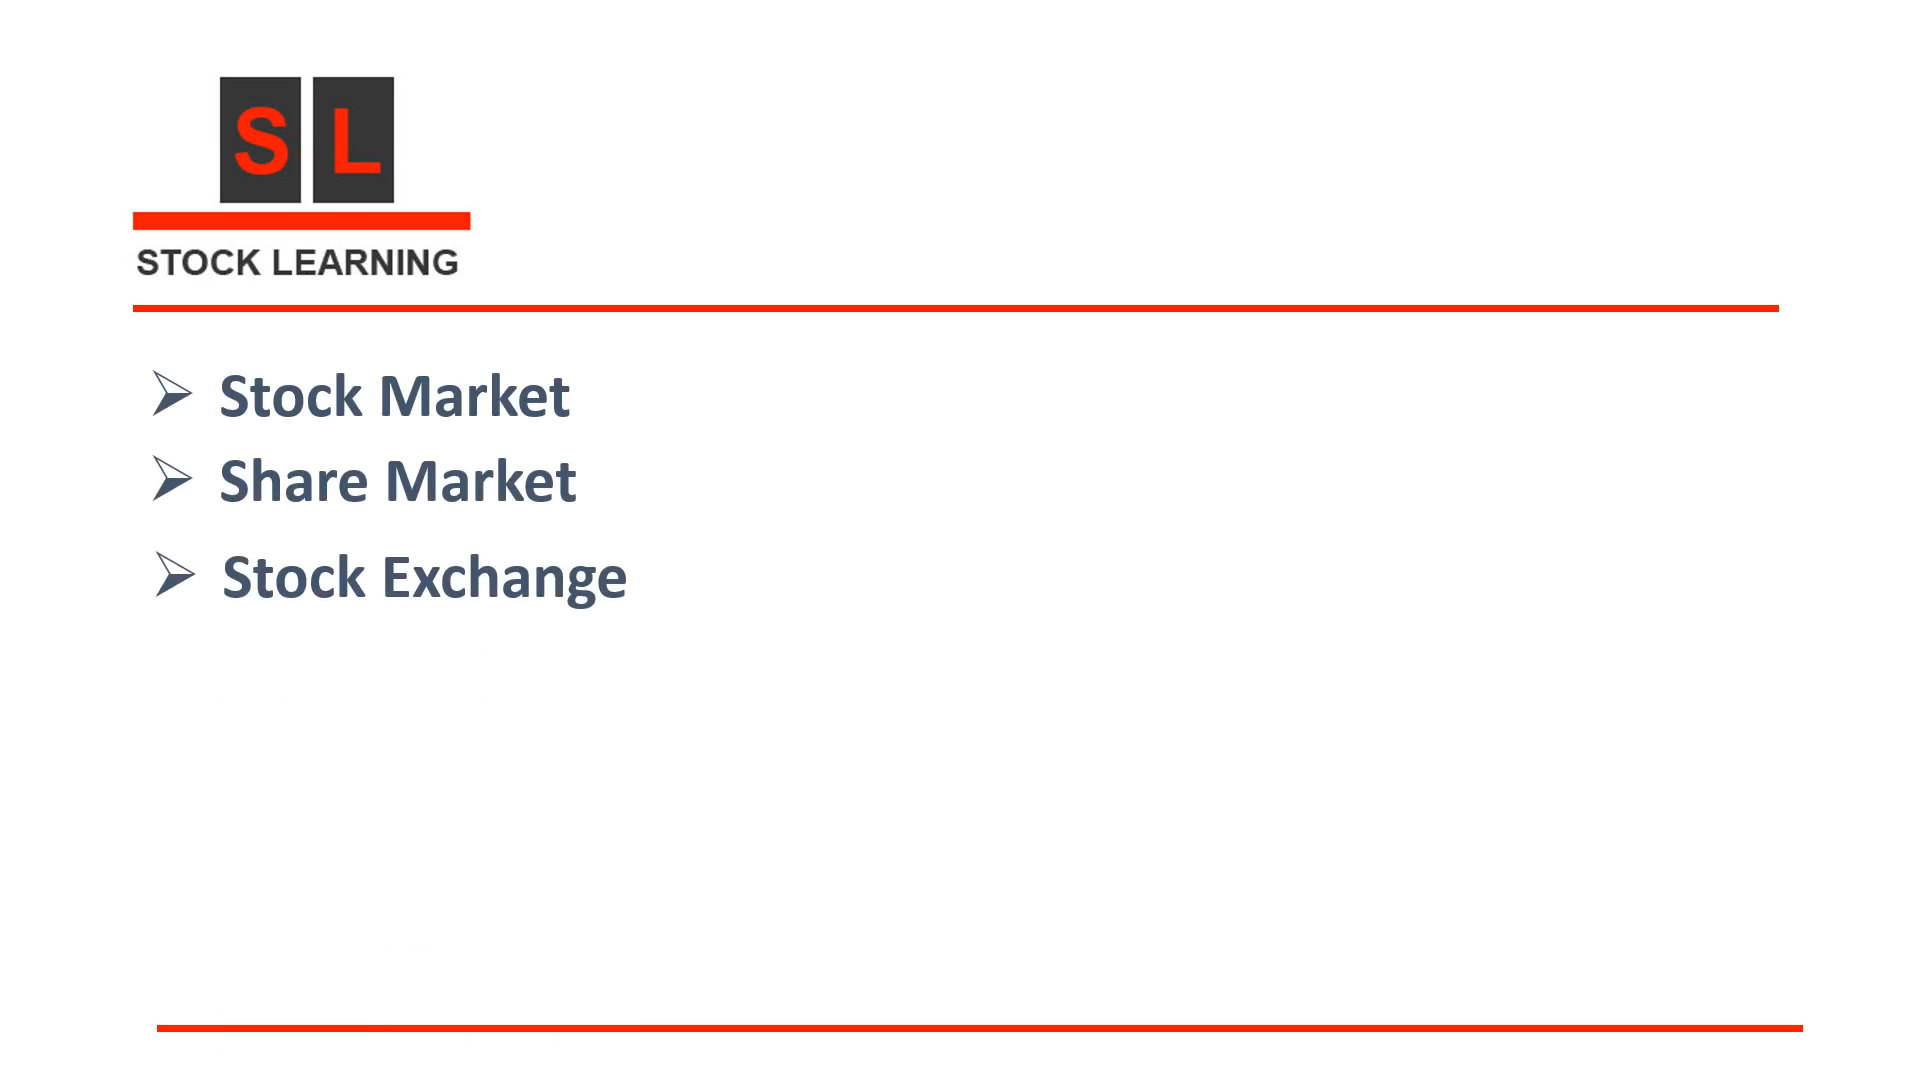 S L
STOCK LEARNING
Stock Market
Share Market
Stock Exchange